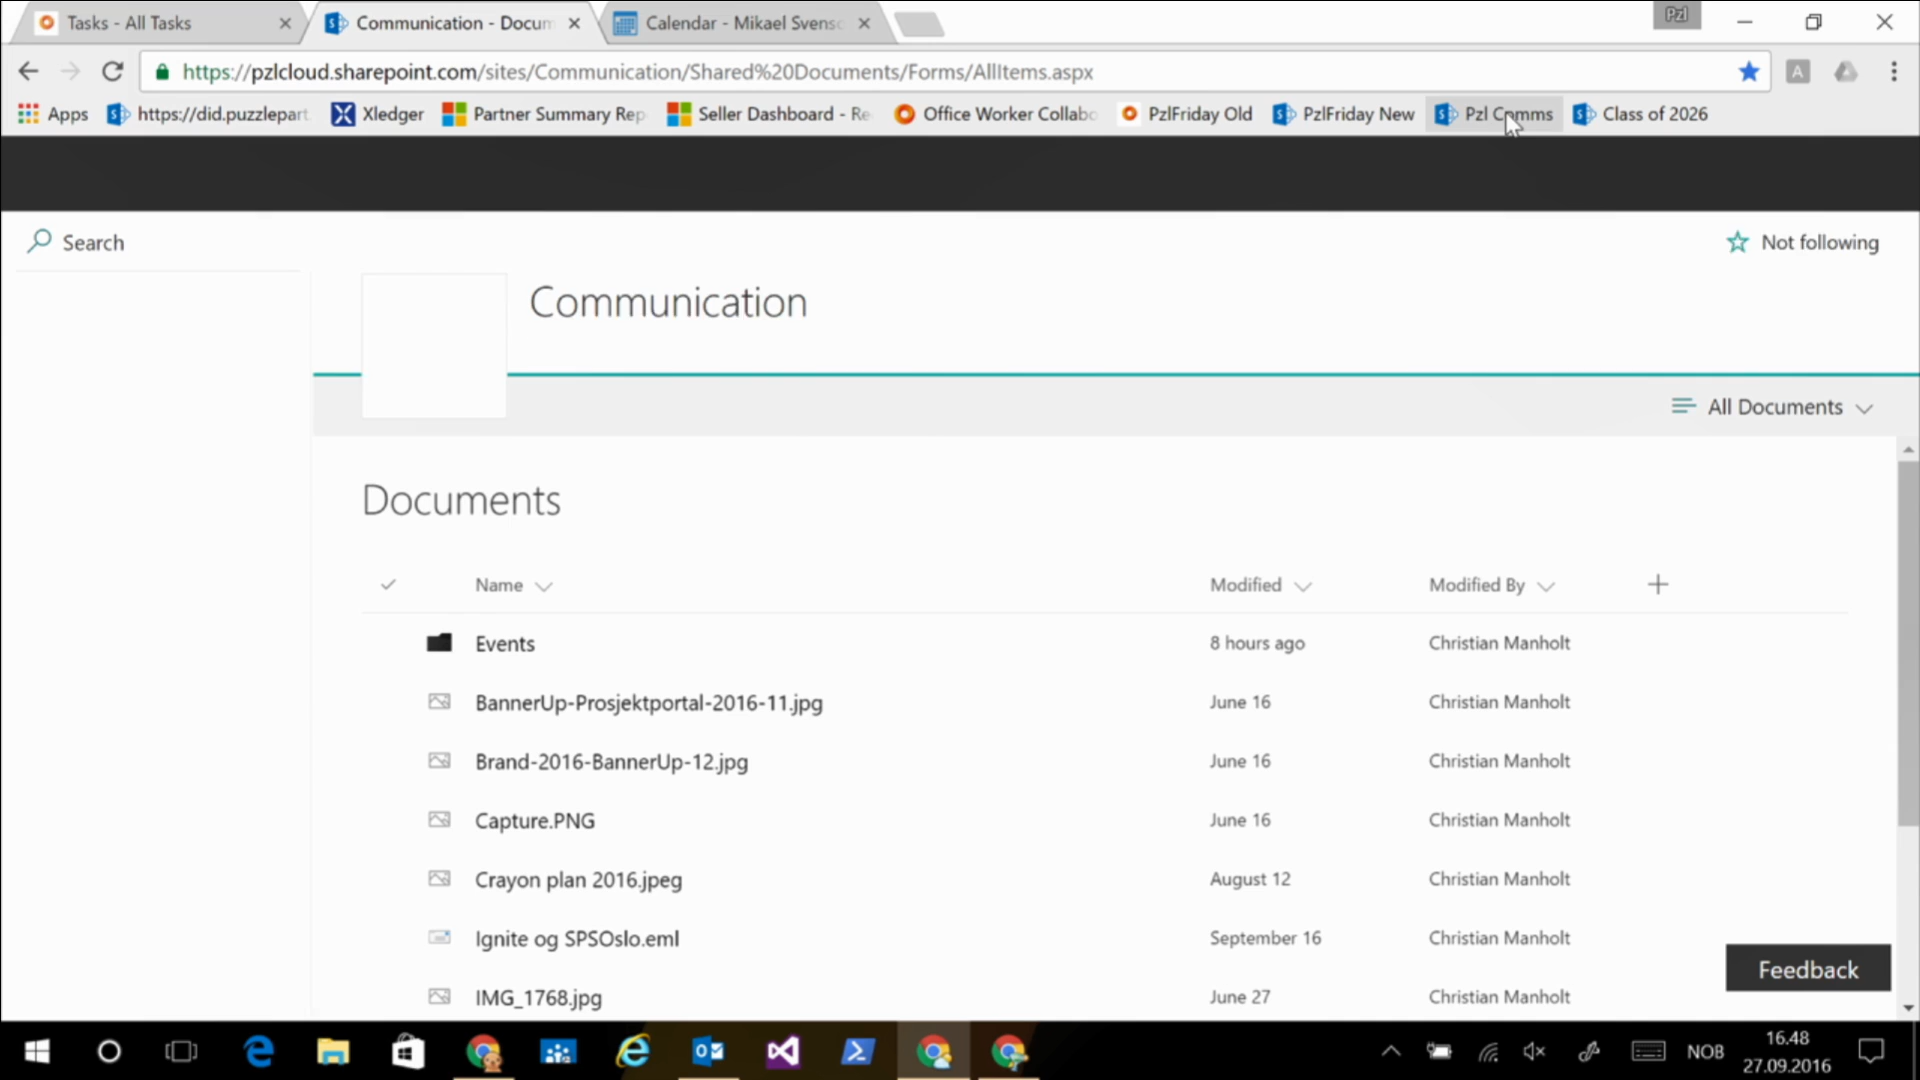 Tasks - All Tasks
Communication - Docum
Calendar - Mikael Svens
Pzl
https://pzlcloud.sharepoint.com/sites/Communication/Shared%20Documents/Forms/AllItems.aspx
Apps
https://did.puzzlepart
Xledger
Partner Summary Rep
Seller Dashboard - Re
Office Worker Collabo
PzlFriday Old
PzlFriday New
Pzl Comms
Class of 2026
Search
Not following
Communication
All Documents
Documents
Name
Modified
Modified By
Events
8 hours ago
Christian Manholt
BannerUp-Prosjektportal-2016-11.jpg
June 16
Christian Manholt
Brand-2016-BannerUp-12.jpg
June 16
Christian Manholt
Capture.PNG
June 16
Christian Manholt
Crayon plan 2016.jpeg
August 12
Christian Manholt
Ignite og SPSOslo.eml
September 16
Christian Manholt
IMG_1768.jpg
June 27
Christian Manholt
Feedback
NOB
16.48
27.09.2016